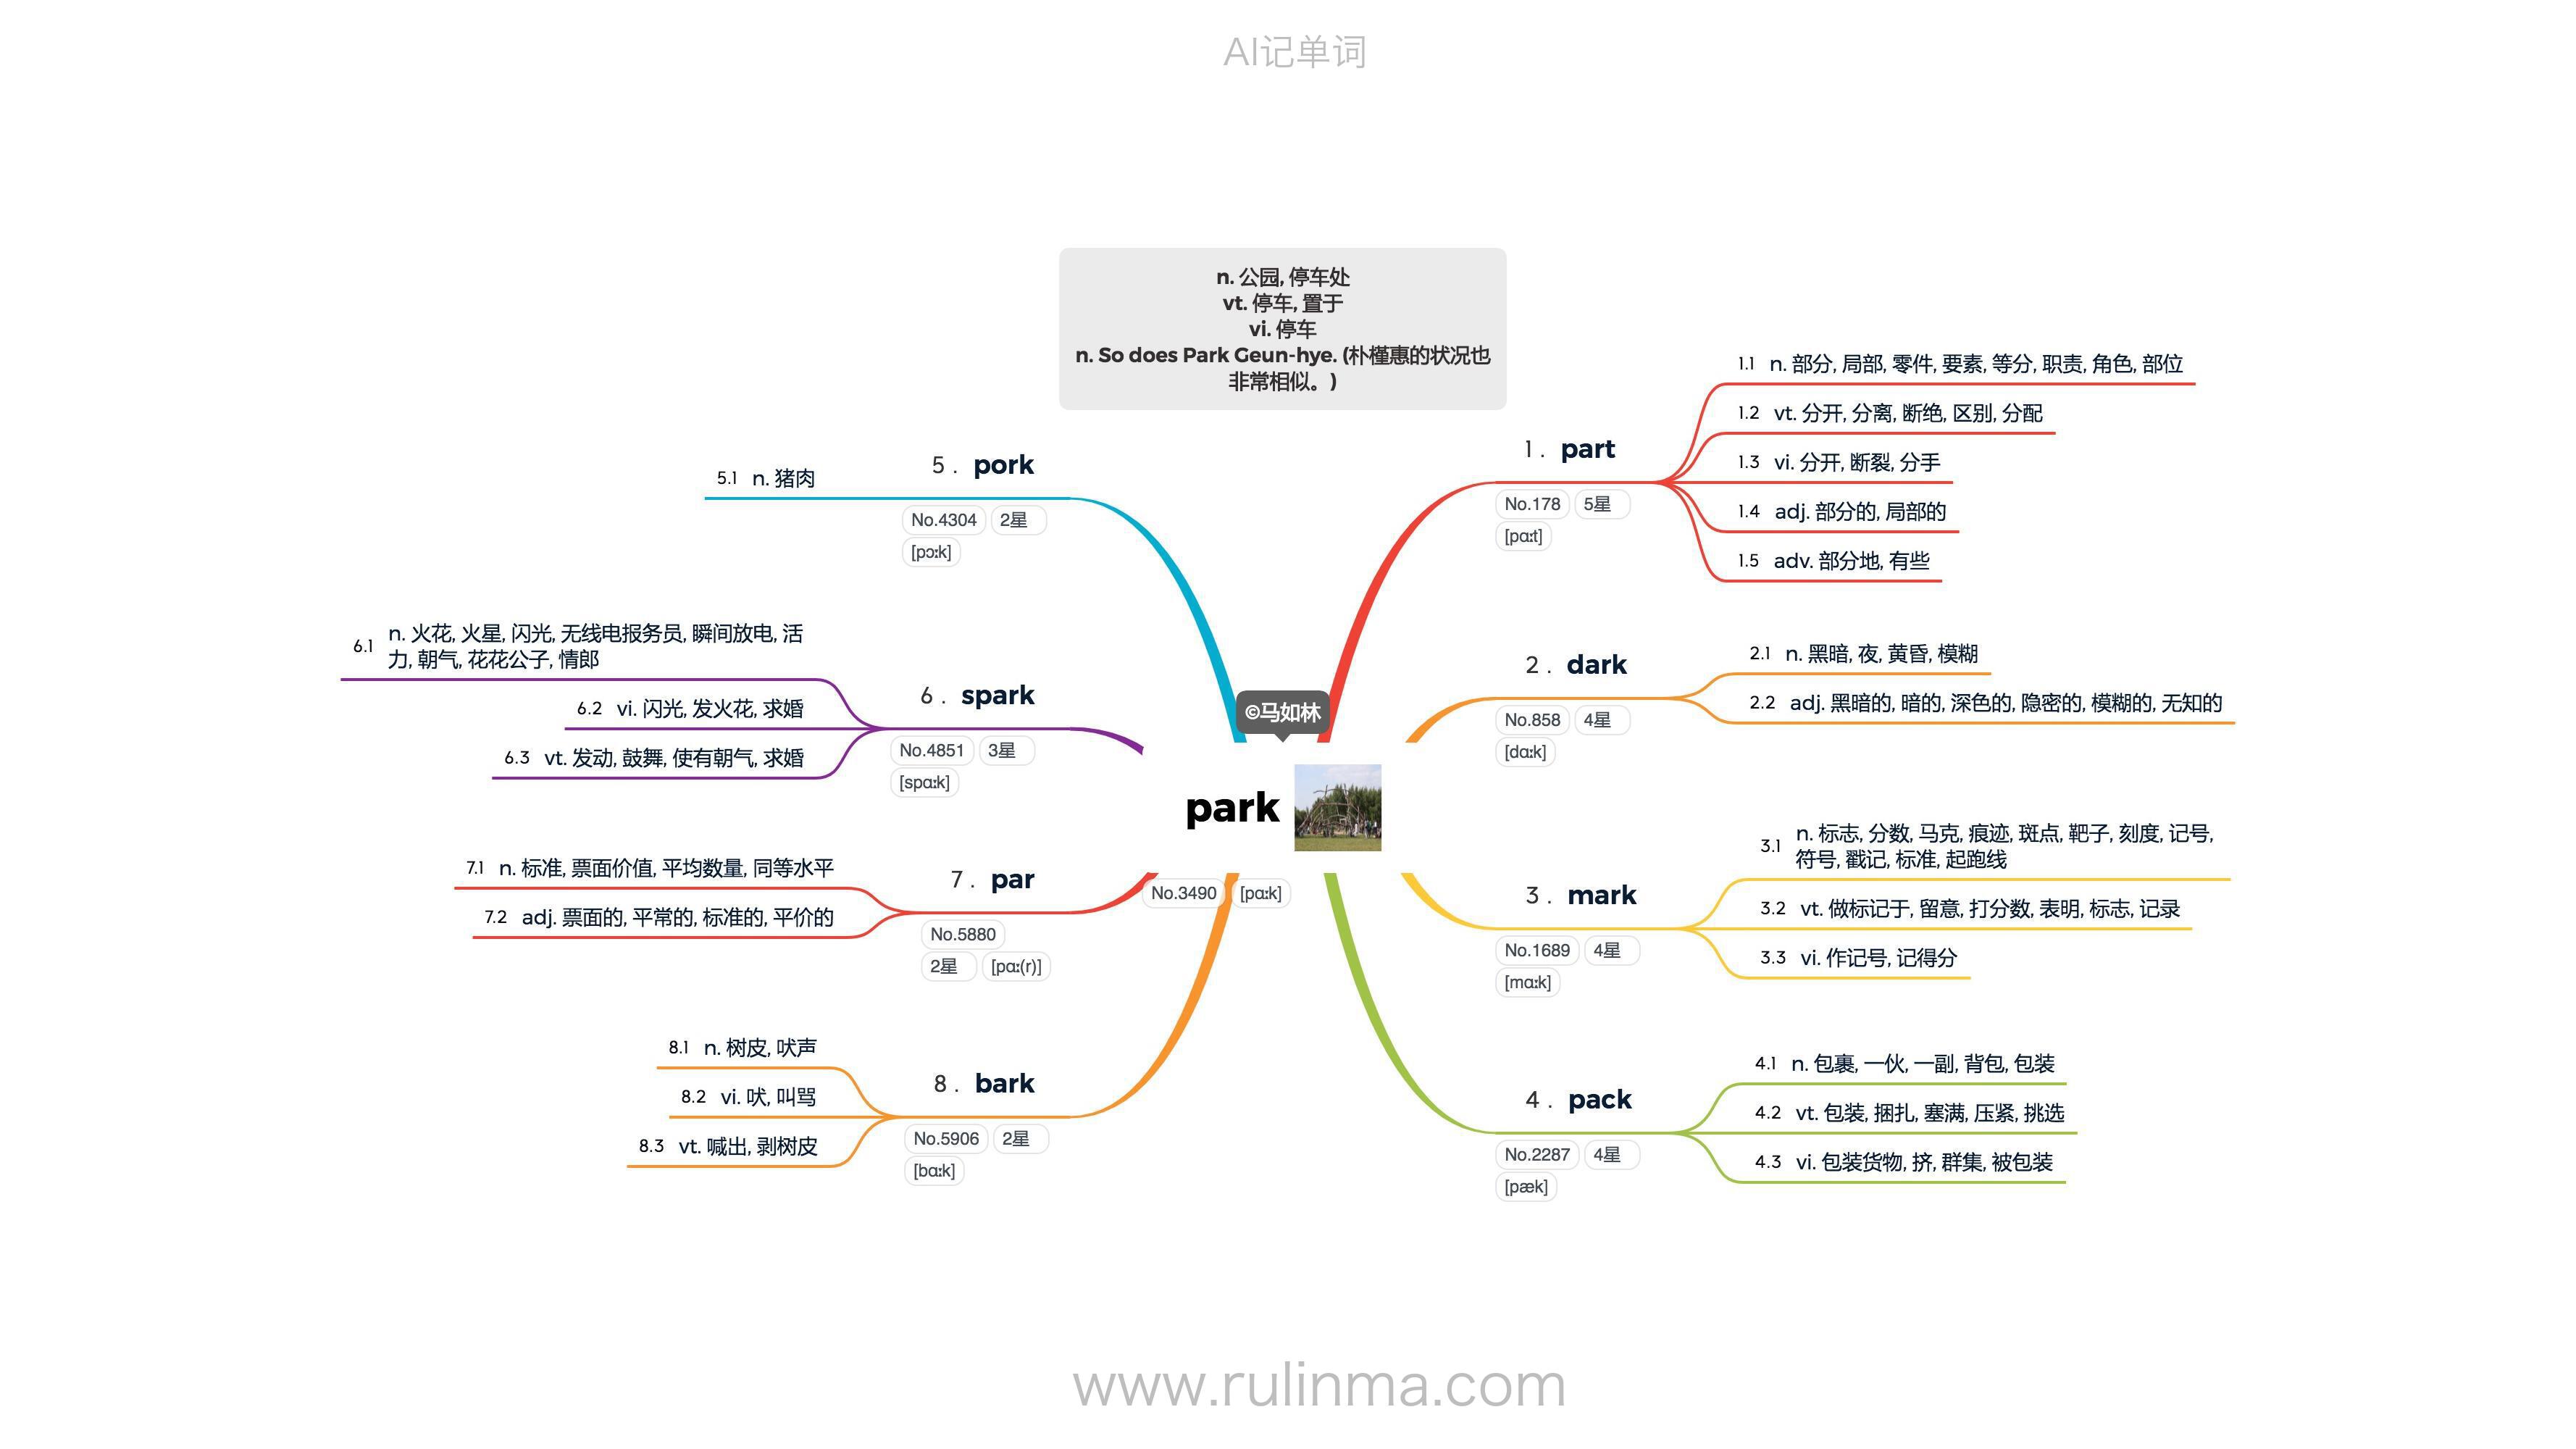 AI记单词
n. 公园, 停车处
vt. 停车, 置于
vi. 停车
n. So does Park Geun-hye. (朴槿惠的状况也
非常相似。)
©马如林
park
No.3490 [pɑːk]
1 . part
No.178 5星
[pɑːt]
1.1 n. 部分, 局部, 零件, 要素, 等分, 职责, 角色, 部位
1.2 vt. 分开, 分离, 断绝, 区别, 分配
1.3 vi. 分开, 断裂, 分手
1.4 adj. 部分的, 局部的
1.5 adv. 部分地, 有些
2 . dark
No.858 4星
[dɑːk]
2.1 n. 黑暗, 夜, 黄昏, 模糊
2.2 adj. 黑暗的, 暗的, 深色的, 隐密的, 模糊的, 无知的
3 . mark
No.1689 4星
[mɑːk]
3.1 n. 标志, 分数, 马克, 痕迹, 斑点, 靶子, 刻度, 记号,
符号, 戳记, 标准, 起跑线
3.2 vt. 做标记于, 留意, 打分数, 表明, 标志, 记录
3.3 vi. 作记号, 记得分
4 . pack
No.2287 4星
[pæk]
4.1 n. 包裹, 一伙, 一副, 背包, 包装
4.2 vt. 包装, 捆扎, 塞满, 压紧, 挑选
4.3 vi. 包装货物, 挤, 群集, 被包装
5 . pork
No.4304 2星
[pɔːk]
5.1 n. 猪肉
6 . spark
No.4851 3星
[spɑːk]
6.1 n. 火花, 火星, 闪光, 无线电报务员, 瞬间放电, 活
力, 朝气, 花花公子, 情郎
6.2 vi. 闪光, 发火花, 求婚
6.3 vt. 发动, 鼓舞, 使有朝气, 求婚
7 . par
No.5880
2星 [pɑː(r)]
7.1 n. 标准, 票面价值, 平均数量, 同等水平
7.2 adj. 票面的, 平常的, 标准的, 平价的
8 . bark
No.5906 2星
[bɑːk]
8.1 n. 树皮, 吠声
8.2 vi. 吠, 叫骂
8.3 vt. 喊出, 剥树皮
www.rulinma.com